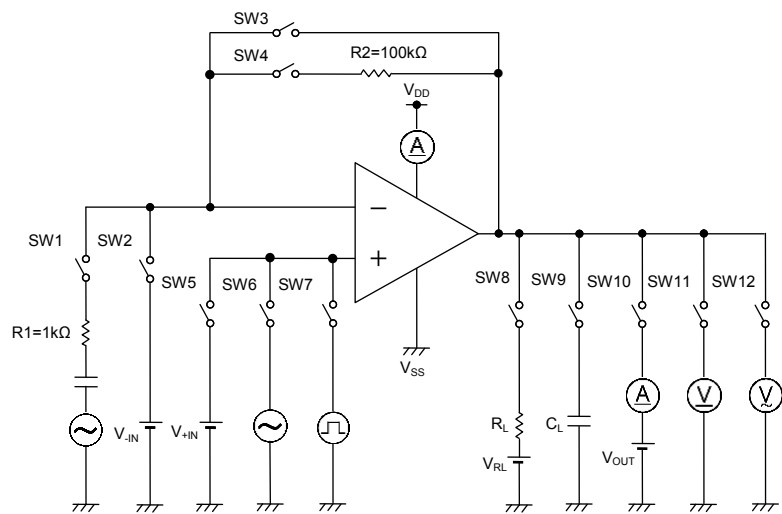 SW3
SW4
R2=100kΩ
VDD
A
SW1
SW2
−
+
SW5
SW6
SW7
SW8
SW9
SW10
SW11
SW12
R1=1kΩ
VSS
V-IN
V+IN
RL
VRL
CL
A
VOUT
V
V